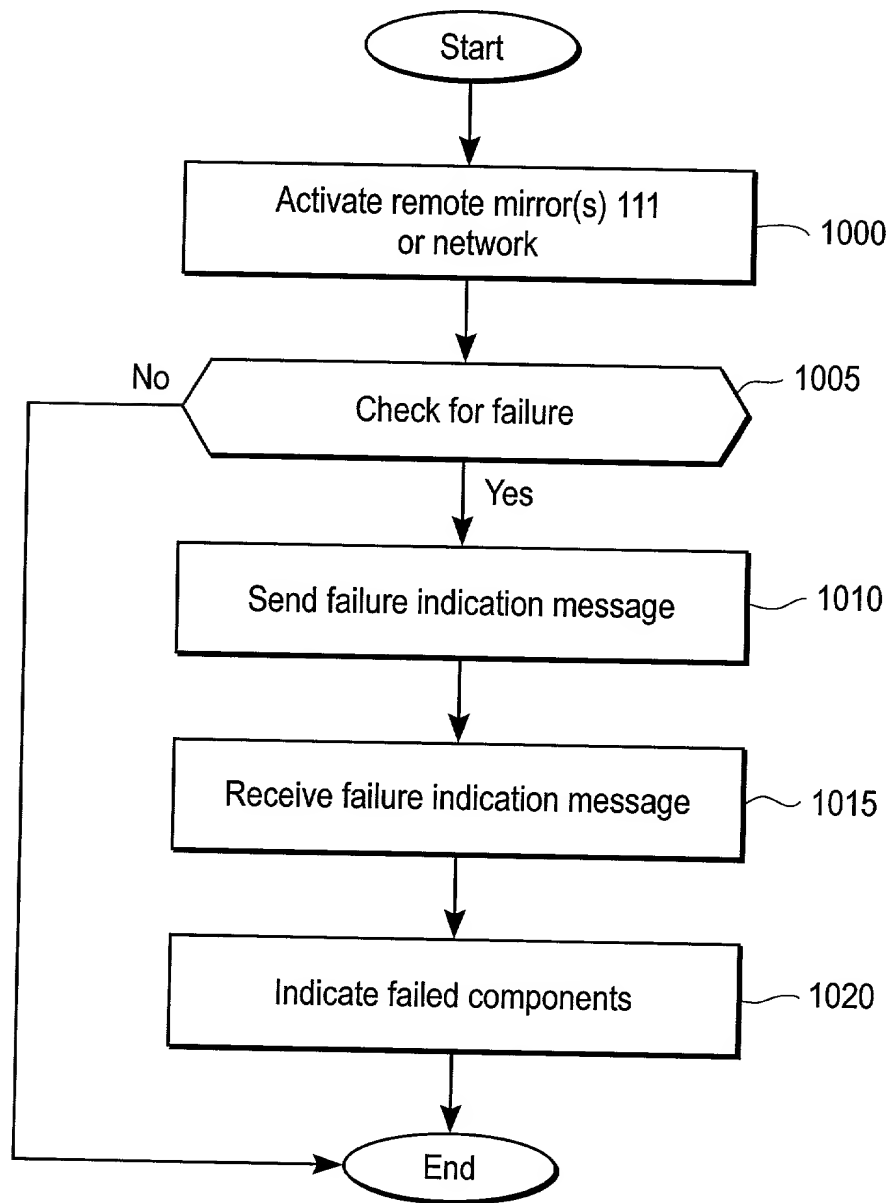 Start
Activate remote mirror(s) 111
or network
1000
No
Check for failure
1005
Yes
Send failure indication message
1010
Receive failure indication message
1015
Indicate failed components
1020
End